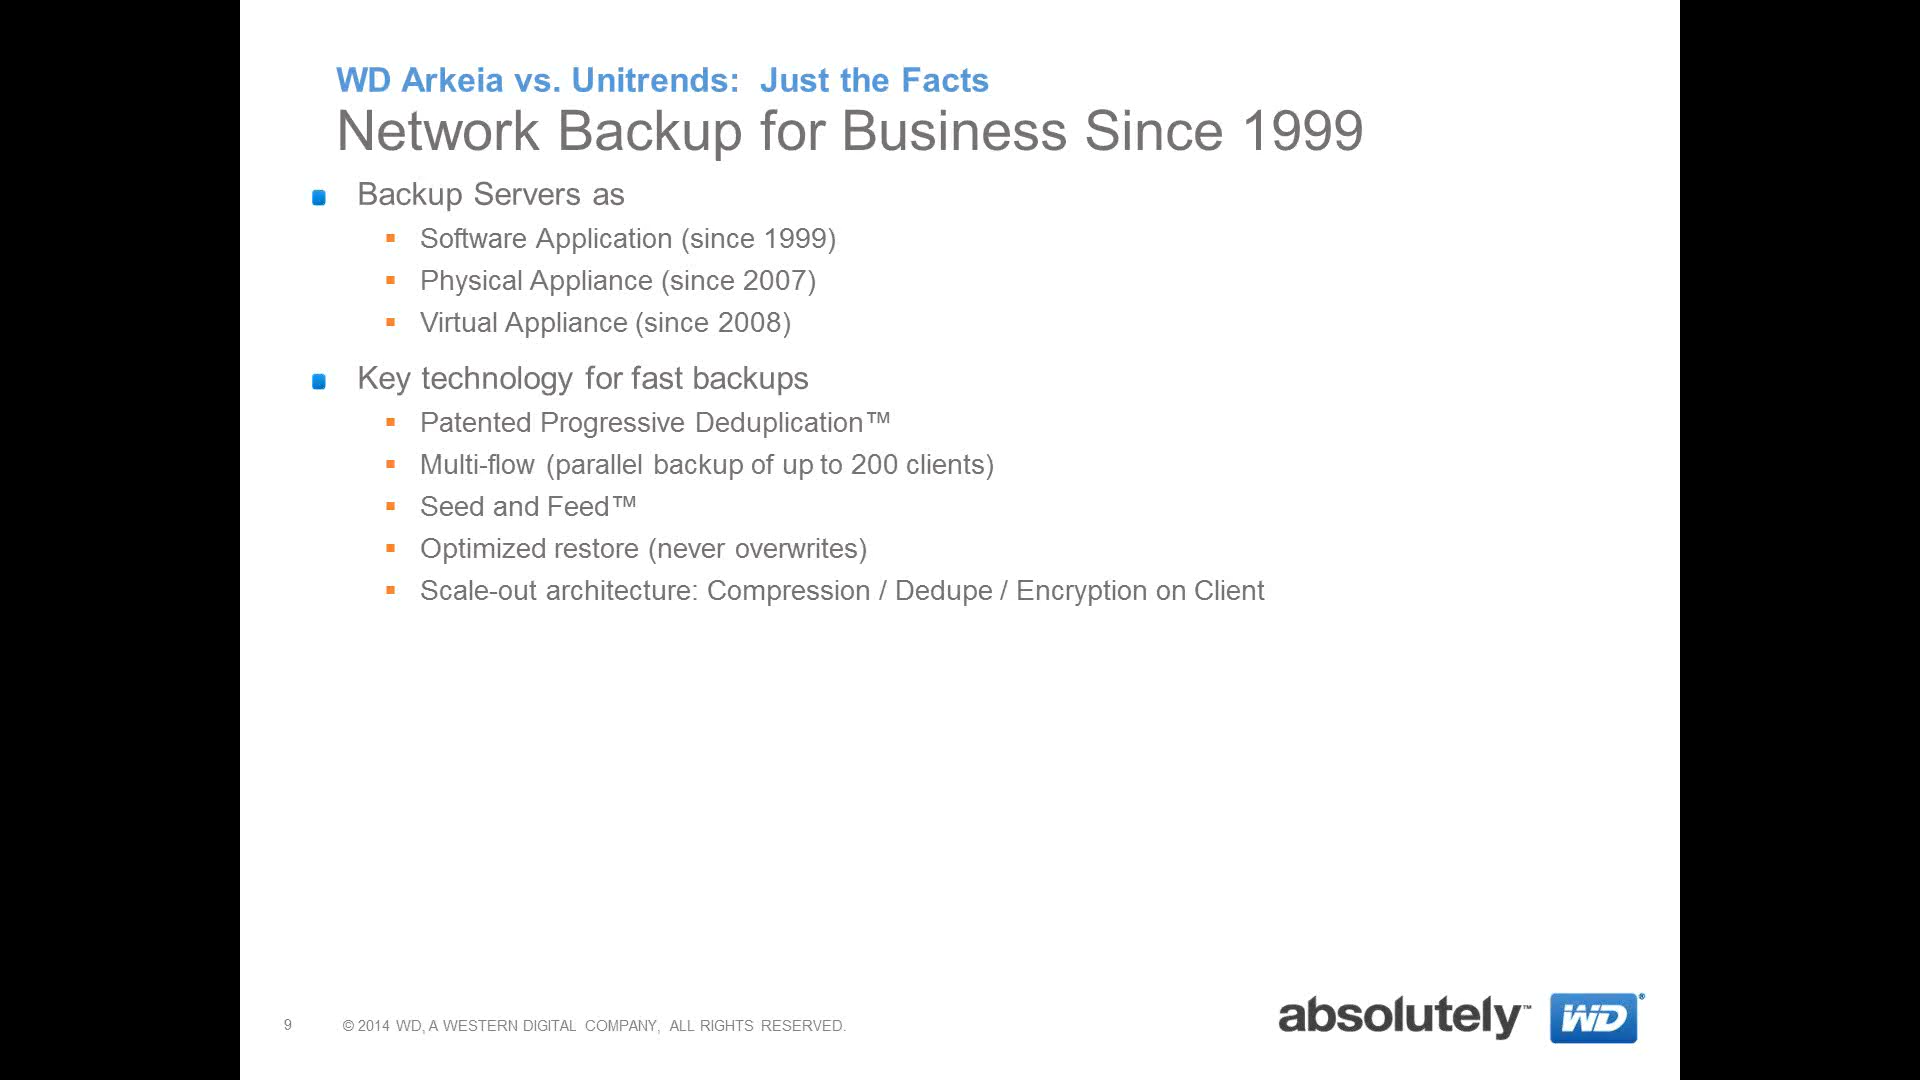 WD Arkeia vs. Unitrends: Just the Facts
Network Backup for Business Since 1999
Backup Servers as
Software Application (since 1999)
Physical Appliance (since 2007)
Virtual Appliance (since 2008)
Key technology for fast backups
Patented Progressive Deduplication™
Multi-flow (parallel backup of up to 200 clients)
Seed and Feed™
Optimized restore (never overwrites)
Scale-out architecture: Compression / Dedupe / Encryption on Client
9 © 2014 WD, A WESTERN DIGITAL COMPANY, ALL RIGHTS RESERVED.
absolutely™ WD®